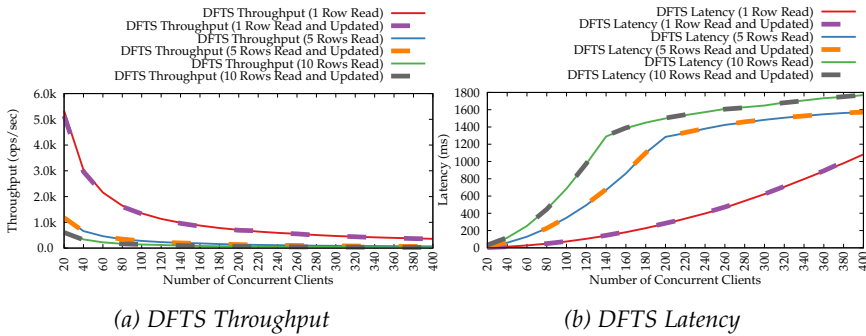 DFTS Throughput (1 Row Read)
DFTS Throughput (1 Row Read and Updated)
DFTS Throughput (5 Rows Read)
DFTS Throughput (5 Rows Read and Updated)
DFTS Throughput (10 Rows Read)
DFTS Throughput (10 Rows Read and Updated)
6.0k
5.0k
4.0k
3.0k
2.0k
1.0k
0.0
Throughput (ops/sec)
20 40 60 80 100 120 140 160 180 200 220 240 260 280 300 320 340 360 380 400
Number of Concurrent Clients
(a) DFTS Throughput
DFTS Latency (1 Row Read)
DFTS Latency (1 Row Read and Updated)
DFTS Latency (5 Rows Read)
DFTS Latency (5 Rows Read and Updated)
DFTS Latency (10 Rows Read)
DFTS Latency (10 Rows Read and Updated)
1800
1600
1400
1200
1000
800
600
400
200
0
Latency (ms)
20 40 60 80 100 120 140 160 180 200 220 240 260 280 300 320 340 360 380 400
Number of Concurrent Clients
(b) DFTS Latency